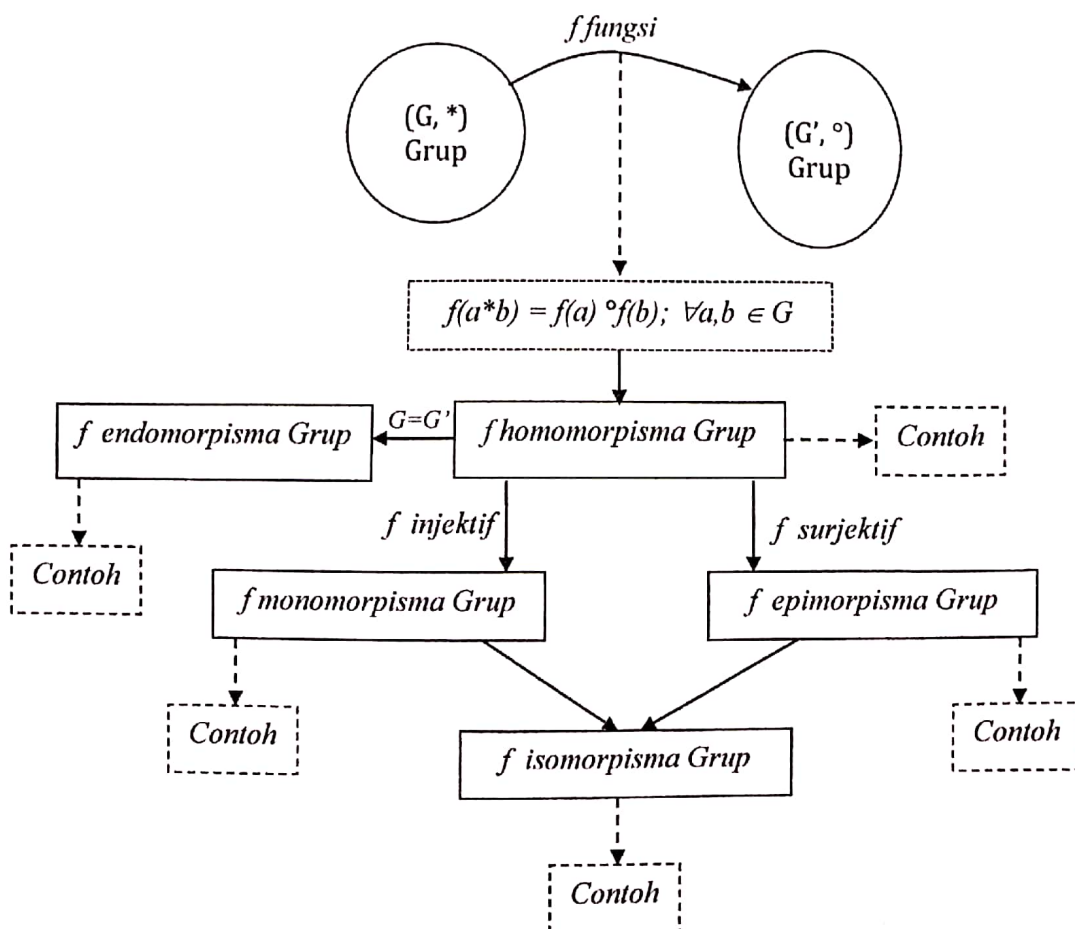 f fungsi
(G, *)
Grup
(G’, °)
Grup
f(a*b) = f(a) °f(b); ∀a,b ∈ G
f endomorpisma Grup
G=G’
f homomorpisma Grup
Contoh
f injektif
f surjektif
Contoh
f monomorpisma Grup
f epimorpisma Grup
Contoh
f isomorpisma Grup
Contoh
Contoh